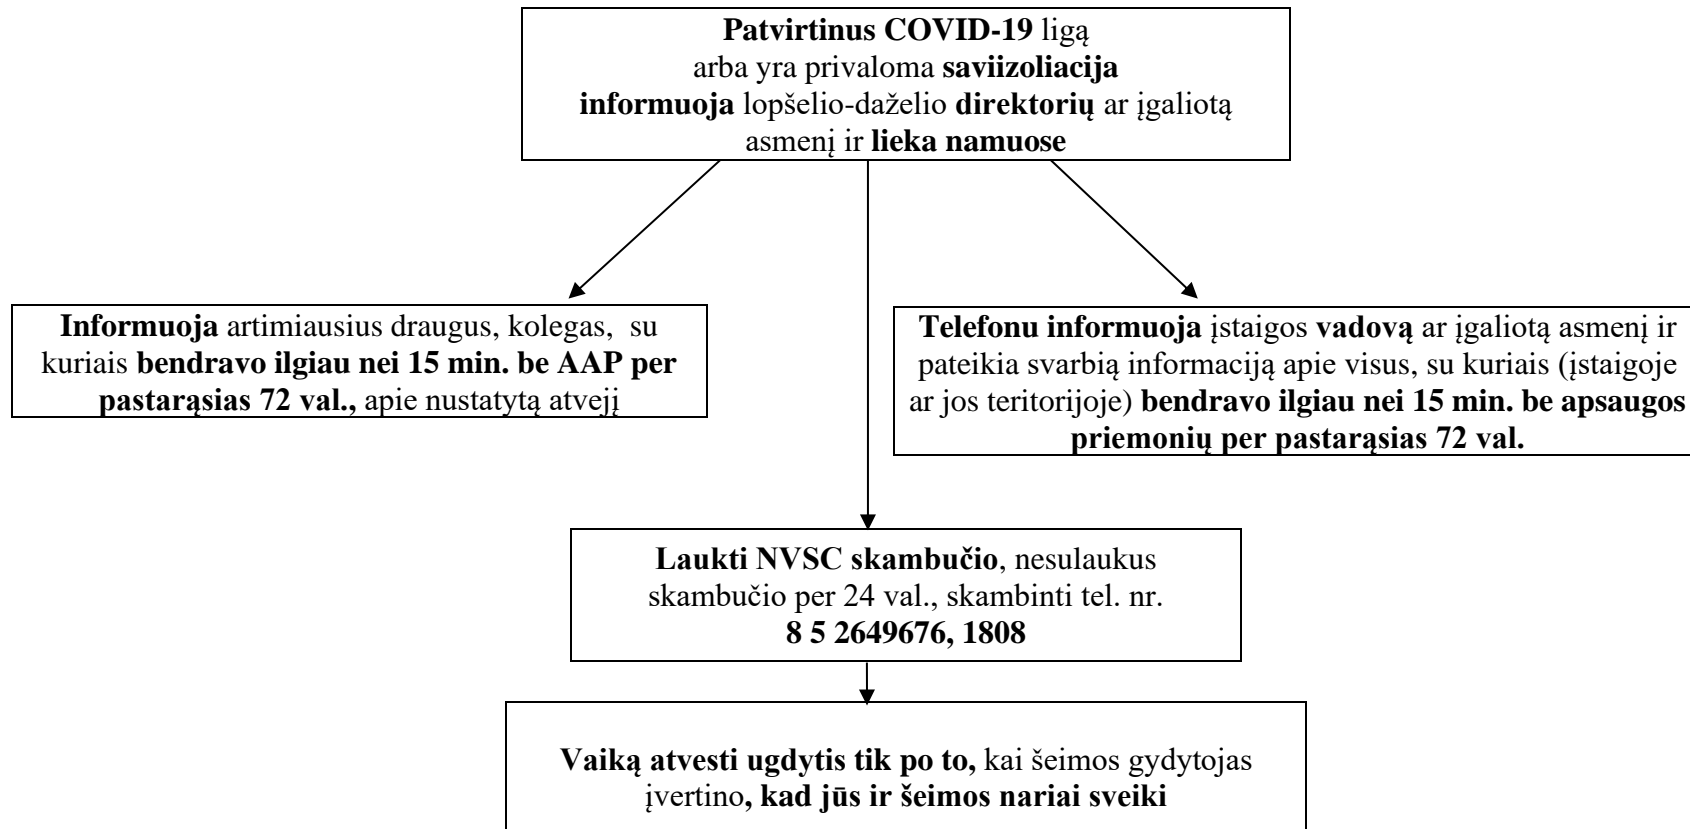 Patvirtinus COVID-19 ligą
arba yra privaloma saviizoliacija
informuoja lopšelio-daželio direktorių ar įgaliotą
asmenį ir lieka namuose
Informuoja artimiausius draugus, kolegas, su
kuriais bendravo ilgiau nei 15 min. be AAP per
pastarąsias 72 val., apie nustatytą atvejį
Telefonu informuoja įstaigos vadovą ar įgaliotą asmenį ir
pateikia svarbią informaciją apie visus, su kuriais (įstaigoje
ar jos teritorijoje) bendravo ilgiau nei 15 min. be apsaugos
priemonių per pastarąsias 72 val.
Laukti NVSC skambučio, nesulaukus
skambučio per 24 val., skambinti tel. nr.
8 5 2649676, 1808
Vaiką atvesti ugdytis tik po to, kai šeimos gydytojas
įvertino, kad jūs ir šeimos nariai sveiki